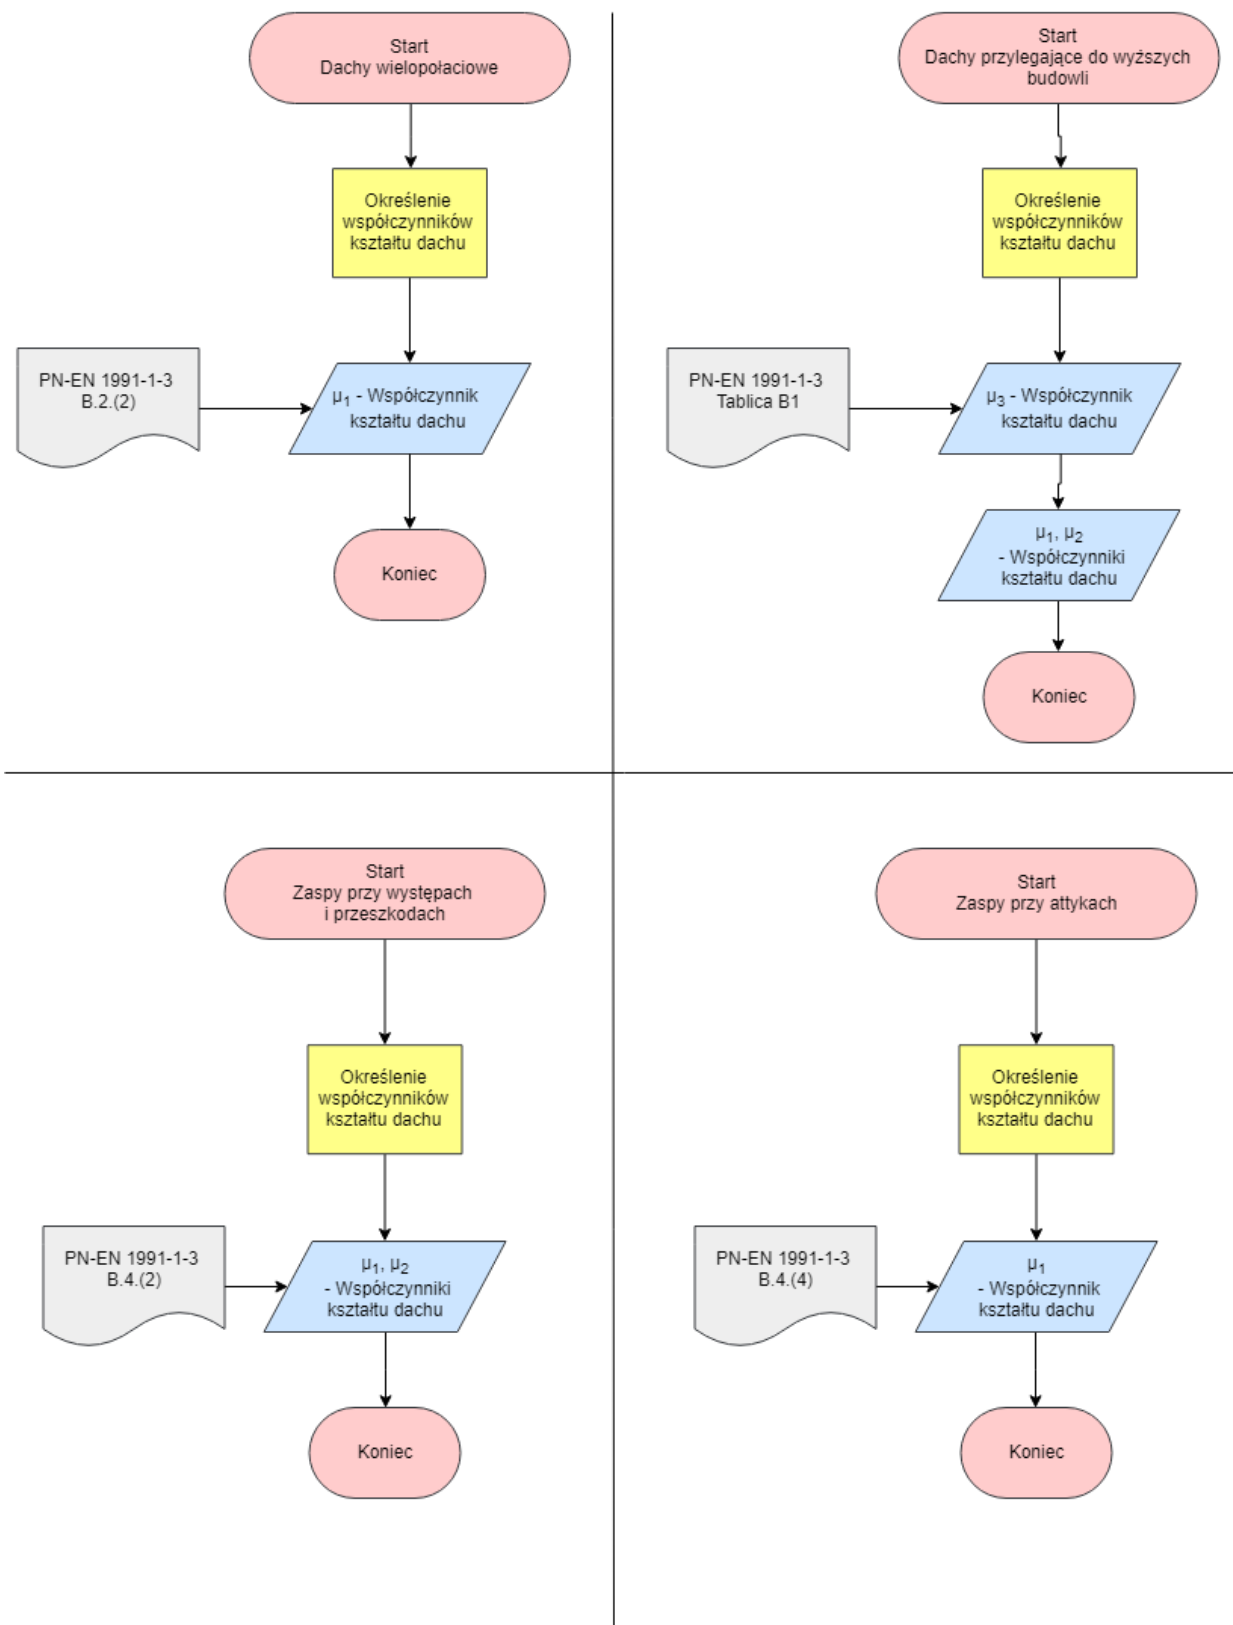 Start
Dachy wielopołaciowe
Określenie
współczynników
kształtu dachu
PN-EN 1991-1-3
B.2.(2)
μ1 - Współczynnik
kształtu dachu
Koniec
Start
Dachy przylegające do wyższych
budowli
Określenie
współczynników
kształtu dachu
PN-EN 1991-1-3
Tablica B1
μ3 - Współczynnik
kształtu dachu
μ1, μ2
- Współczynniki
kształtu dachu
Koniec
Start
Zaspy przy występach
i przeszkodach
Określenie
współczynników
kształtu dachu
PN-EN 1991-1-3
B.4.(2)
μ1, μ2
- Współczynniki
kształtu dachu
Koniec
Start
Zaspy przy attykach
Określenie
współczynników
kształtu dachu
PN-EN 1991-1-3
B.4.(4)
μ1
- Współczynnik
kształtu dachu
Koniec